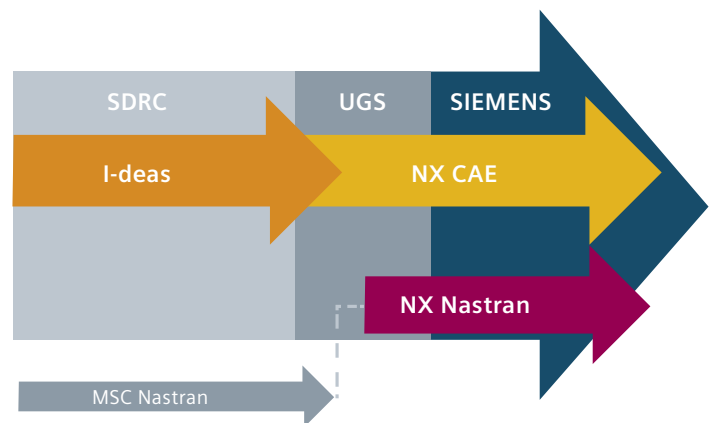 SDRC
UGS
SIEMENS
I-deas
NX CAE
NX Nastran
MSC Nastran